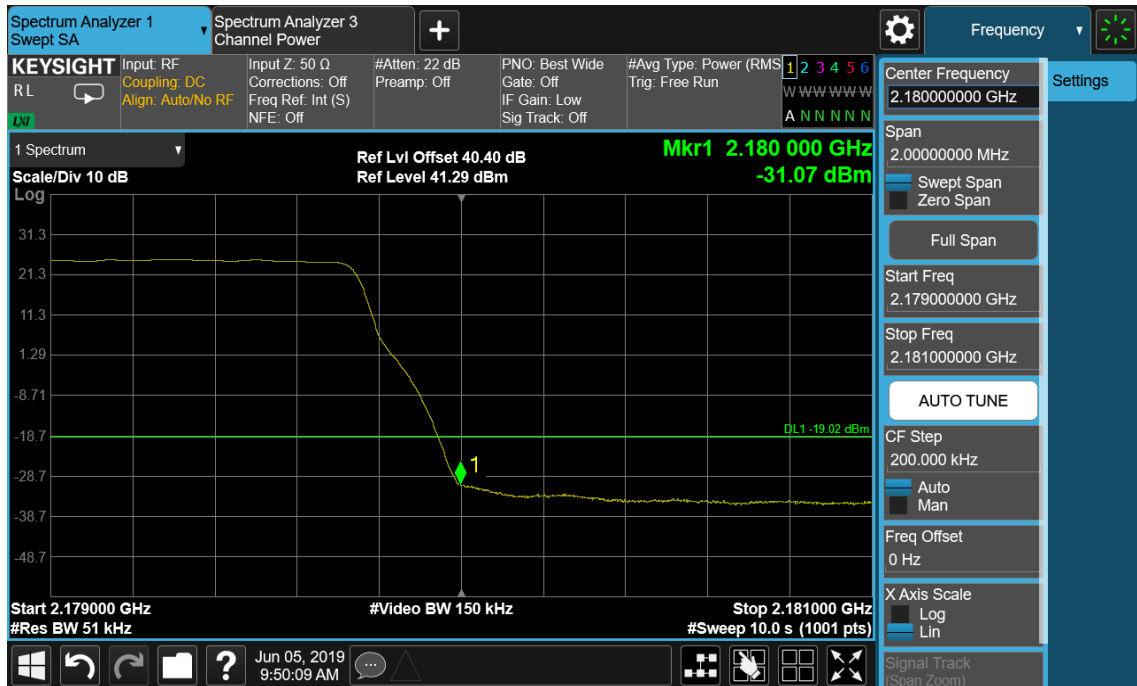 Spectrum Analyzer 1
Swept SA
Spectrum Analyzer 3
Channel Power
Frequency
KEYSIGHT
R L
LXI
Input: RF
Coupling: DC
Align: Auto/No RF
Input Z: 50 Ω
Corrections: Off
Freq Ref: Int (S)
NFE: Off
#Atten: 22 dB
Preamp: Off
PNO: Best Wide
Gate: Off
IF Gain: Low
Sig Track: Off
#Avg Type: Power (RMS
Trig: Free Run
1 2 3 4 5 6
W W W W W W
A N N N N N
Center Frequency
2.180000000 GHz
Settings
Span
2.00000000 MHz
Swept Span
Zero Span
Full Span
Start Freq
2.179000000 GHz
Stop Freq
2.181000000 GHz
AUTO TUNE
CF Step
200.000 kHz
Auto
Man
Freq Offset
0 Hz
X Axis Scale
Log
Lin
Signal Track
(Span Zoom)
1 Spectrum
Scale/Div 10 dB
Ref Lvl Offset 40.40 dB
Ref Level 41.29 dBm
Mkr1 2.180 000 GHz
-31.07 dBm
Log
31.3
21.3
11.3
1.29
-8.71
-18.7
-28.7
-38.7
-48.7
DL1 -19.02 dBm
1
Start 2.179000 GHz
#Video BW 150 kHz
Stop 2.181000 GHz
#Res BW 51 kHz
#Sweep 10.0 s (1001 pts)
?
Jun 05, 2019
9:50:09 AM